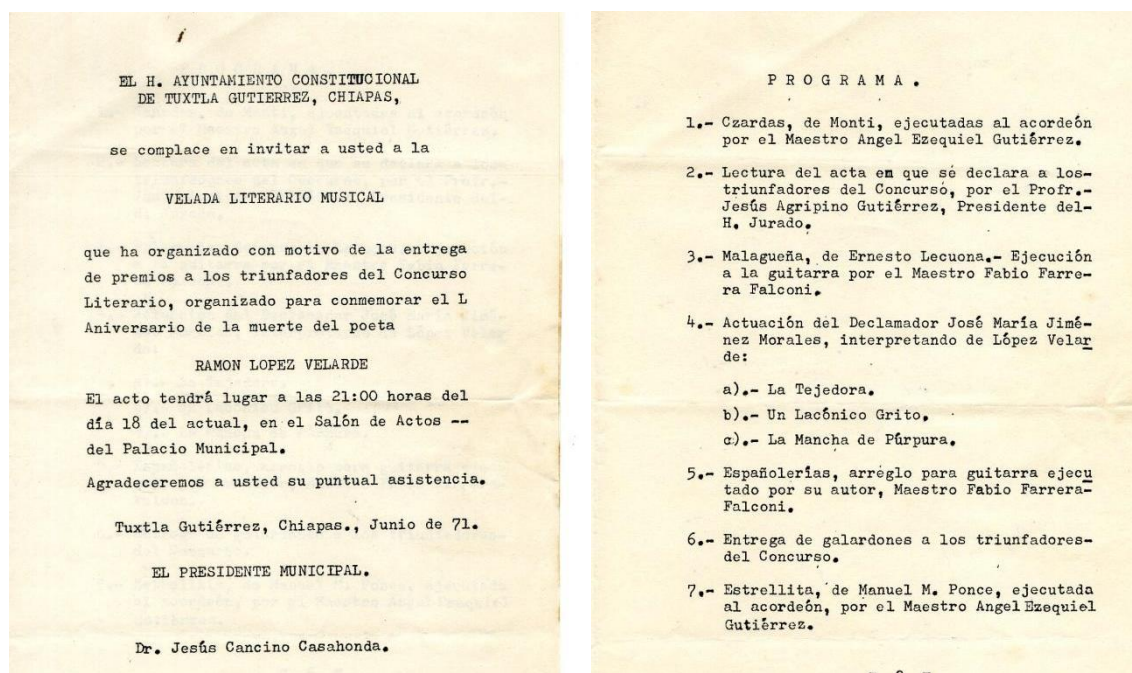 EL H. AYUNTAMIENTO CONSTITUCIONAL
DE TUXTLA GUTIERREZ, CHIAPAS,
se complace en invitar a usted a la
VELADA LITERARIO MUSICAL
que ha organizado con motivo de la entrega
de premios a los triunfadores del Concurso
Literario, organizado para conmemorar el L
Aniversario de la muerte del poeta
RAMON LOPEZ VELARDE
El acto tendrá lugar a las 21:00 horas del
día 18 del actual, en el Salón de Actos --
del Palacio Municipal.
Agradeceremos a usted su puntual asistencia.
Tuxtla Gutiérrez, Chiapas., Junio de 71.
EL PRESIDENTE MUNICIPAL.
Dr. Jesús Cancino Casahonda.
P R O G R A M A .
1.- Czardas, de Monti, ejecutadas al acordeón
por el Maestro Angel Ezequiel Gutiérrez.
2.- Lectura del acta en que se declara a los-
triunfadores del Concurso, por el Profr.-
Jesús Agripino Gutiérrez, Presidente del-
H. Jurado.
3.- Malagueña, de Ernesto Lecuona.- Ejecución
a la guitarra por el Maestro Fabio Farre-
ra Falconi.
4.- Actuación del Declamador José María Jimé-
nez Morales, interpretando de López Velar
de:
a).- La Tejedora.
b).- Un Lacónico Grito.
c).- La Mancha de Púrpura.
5.- Españolerías, arreglo para guitarra ejecu
tado por su autor, Maestro Fabio Farrera-
Falconi.
6.- Entrega de galardones a los triunfadores-
del Concurso.
7.- Estrellita, de Manuel M. Ponce, ejecutada
al acordeón, por el Maestro Angel Ezequiel
Gutiérrez.